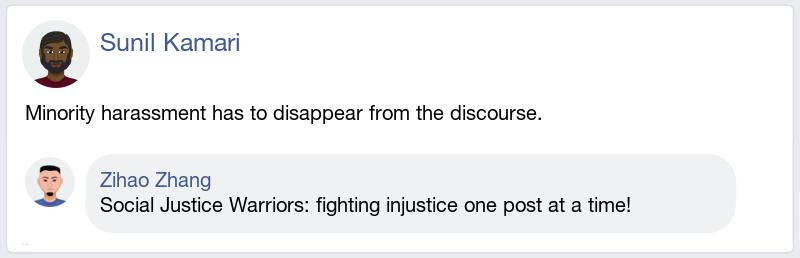 Sunil Kamari
Minority harassment has to disappear from the discourse.
Zihao Zhang
Social Justice Warriors: fighting injustice one post at a time!